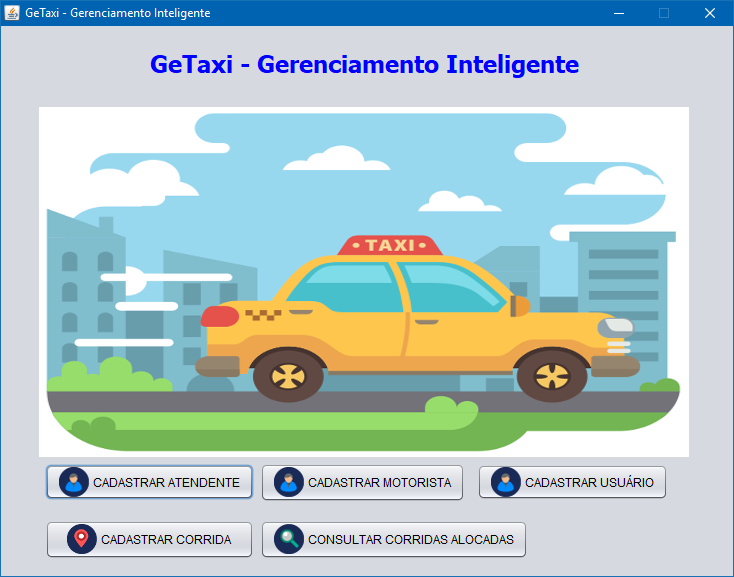 GeTaxi - Gerenciamento Inteligente
GeTaxi - Gerenciamento Inteligente
TAXI
CADASTRAR ATENDENTE
CADASTRAR MOTORISTA
CADASTRAR USUÁRIO
CADASTRAR CORRIDA
CONSULTAR CORRIDAS ALOCADAS